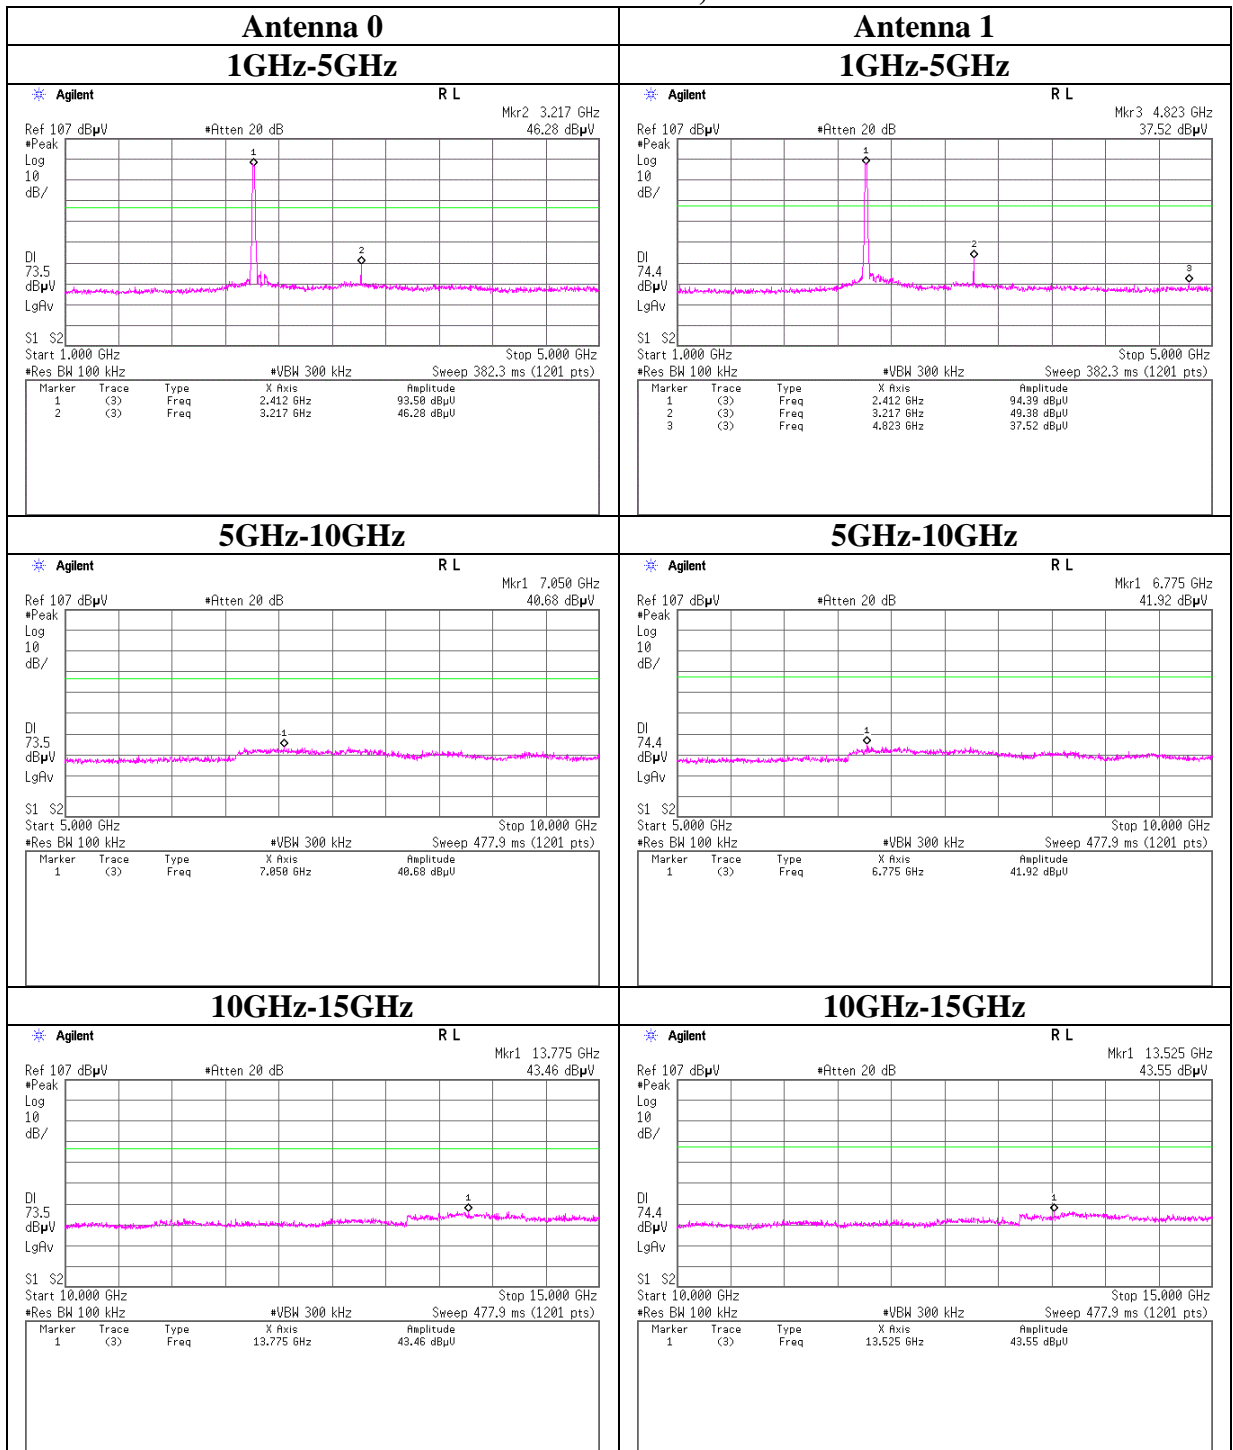 Antenna 0
Antenna 1
1GHz-5GHz
1GHz-5GHz
Agilent R L
Mkr2 3.217 GHz
Ref 107 dBµV #Atten 20 dB 46.28 dBµV
#Peak
Log
10
dB/
1
2
DI
73.5
dBµV
LgAv
S1 S2
Start 1.000 GHz Stop 5.000 GHz
#Res BW 100 kHz #VBW 300 kHz Sweep 382.3 ms (1201 pts)
Marker Trace Type X Axis Amplitude
1 (3) Freq 2.412 GHz 93.50 dBµV
2 (3) Freq 3.217 GHz 46.28 dBµV
Agilent R L
Mkr3 4.823 GHz
Ref 107 dBµV #Atten 20 dB 37.52 dBµV
#Peak
Log
10
dB/
1
2
3
DI
74.4
dBµV
LgAv
S1 S2
Start 1.000 GHz Stop 5.000 GHz
#Res BW 100 kHz #VBW 300 kHz Sweep 382.3 ms (1201 pts)
Marker Trace Type X Axis Amplitude
1 (3) Freq 2.412 GHz 94.39 dBµV
2 (3) Freq 3.217 GHz 49.38 dBµV
3 (3) Freq 4.823 GHz 37.52 dBµV
5GHz-10GHz
5GHz-10GHz
Agilent R L
Mkr1 7.050 GHz
Ref 107 dBµV #Atten 20 dB 40.68 dBµV
#Peak
Log
10
dB/
1
DI
73.5
dBµV
LgAv
S1 S2
Start 5.000 GHz Stop 10.000 GHz
#Res BW 100 kHz #VBW 300 kHz Sweep 477.9 ms (1201 pts)
Marker Trace Type X Axis Amplitude
1 (3) Freq 7.050 GHz 40.68 dBµV
Agilent R L
Mkr1 6.775 GHz
Ref 107 dBµV #Atten 20 dB 41.92 dBµV
#Peak
Log
10
dB/
1
DI
74.4
dBµV
LgAv
S1 S2
Start 5.000 GHz Stop 10.000 GHz
#Res BW 100 kHz #VBW 300 kHz Sweep 477.9 ms (1201 pts)
Marker Trace Type X Axis Amplitude
1 (3) Freq 6.775 GHz 41.92 dBµV
10GHz-15GHz
10GHz-15GHz
Agilent R L
Mkr1 13.775 GHz
Ref 107 dBµV #Atten 20 dB 43.46 dBµV
#Peak
Log
10
dB/
1
DI
73.5
dBµV
LgAv
S1 S2
Start 10.000 GHz Stop 15.000 GHz
#Res BW 100 kHz #VBW 300 kHz Sweep 477.9 ms (1201 pts)
Marker Trace Type X Axis Amplitude
1 (3) Freq 13.775 GHz 43.46 dBµV
Agilent R L
Mkr1 13.525 GHz
Ref 107 dBµV #Atten 20 dB 43.55 dBµV
#Peak
Log
10
dB/
1
DI
74.4
dBµV
LgAv
S1 S2
Start 10.000 GHz Stop 15.000 GHz
#Res BW 100 kHz #VBW 300 kHz Sweep 477.9 ms (1201 pts)
Marker Trace Type X Axis Amplitude
1 (3) Freq 13.525 GHz 43.55 dBµV